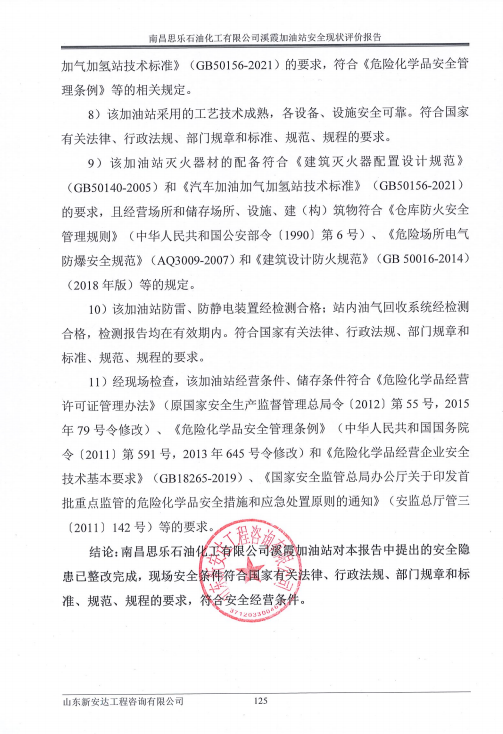 南昌思乐石油化工有限公司溪霞加油站安全现状评价报告
加气加氢站技术标准》（GB50156-2021）的要求，符合《危险化学品安全管
理条例》等的相关规定。
8）该加油站采用的工艺技术成熟，各设备、设施安全可靠。符合国家
有关法律、行政法规、部门规章和标准、规范、规程的要求。
9）该加油站灭火器材的配备符合《建筑灭火器配置设计规范》
（GB50140-2005）和《汽车加油加气加氢站技术标准》（GB50156-2021）
的要求，且经营场所和储存场所、设施、建（构）筑物符合《仓库防火安全
管理规则》（中华人民共和国公安部令（1990）第 6 号）、《危险场所电气
防爆安全规范》（AQ3009-2007）和《建筑设计防火规范》（GB 50016-2014）
（2018 年版）等的规定。
10）该加油站防雷、防静电装置经检测合格；站内油气回收系统经检测
合格，检测报告均在有效期内。符合国家有关法律、行政法规、部门规章和
标准、规范、规程的要求。
11）经现场检查，该加油站经营条件、储存条件符合《危险化学品经营
许可证管理办法》（原国家安全生产监督管理总局令〔2012〕第 55 号，2015
年 79 号令修改）、《危险化学品安全管理条例》（中华人民共和国国务院
令〔2011〕第 591 号，2013 年 645 号令修改）和《危险化学品经营企业安全
技术基本要求》（GB18265-2019）、《国家安全监管总局办公厅关于印发首
批重点监管的危险化学品安全措施和应急处置原则的通知》（安监总厅管三
〔2011〕142 号）等的要求。
结论：南昌思乐石油化工有限公司溪霞加油站对本报告中提出的安全隐
患已整改完成，现场安全条件符合国家有关法律、行政法规、部门规章和标
准、规范、规程的要求，符合安全经营条件。
山东新安达工程咨询有限公司
山东新安达工程咨询有限公司 125